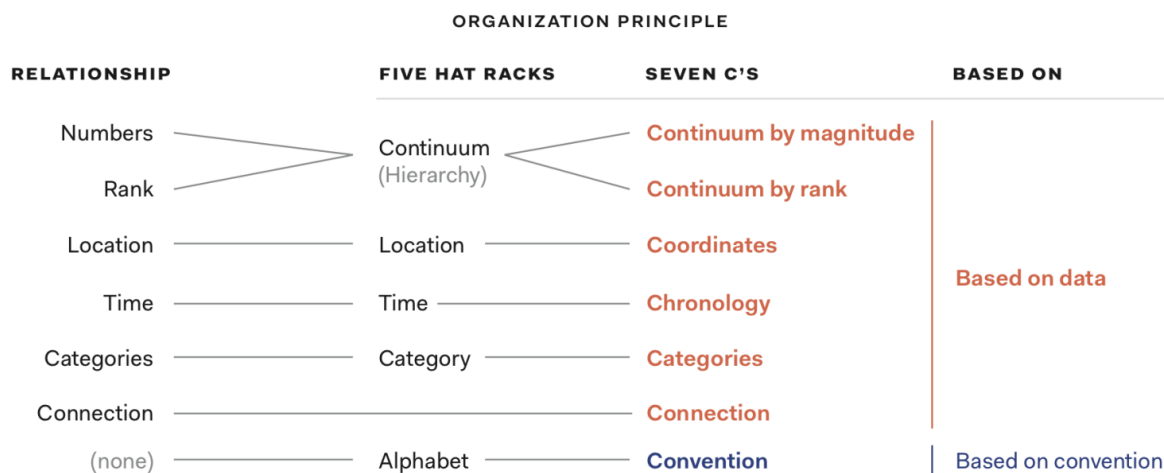 ORGANIZATION PRINCIPLE
RELATIONSHIP FIVE HAT RACKS SEVEN C'S BASED ON
Numbers Continuum by magnitude
Continuum
(Hierarchy)
Rank Continuum by rank
Location Location Coordinates
Based on data
Time Time Chronology
Categories Category Categories
Connection Connection
(none) Alphabet Convention Based on convention